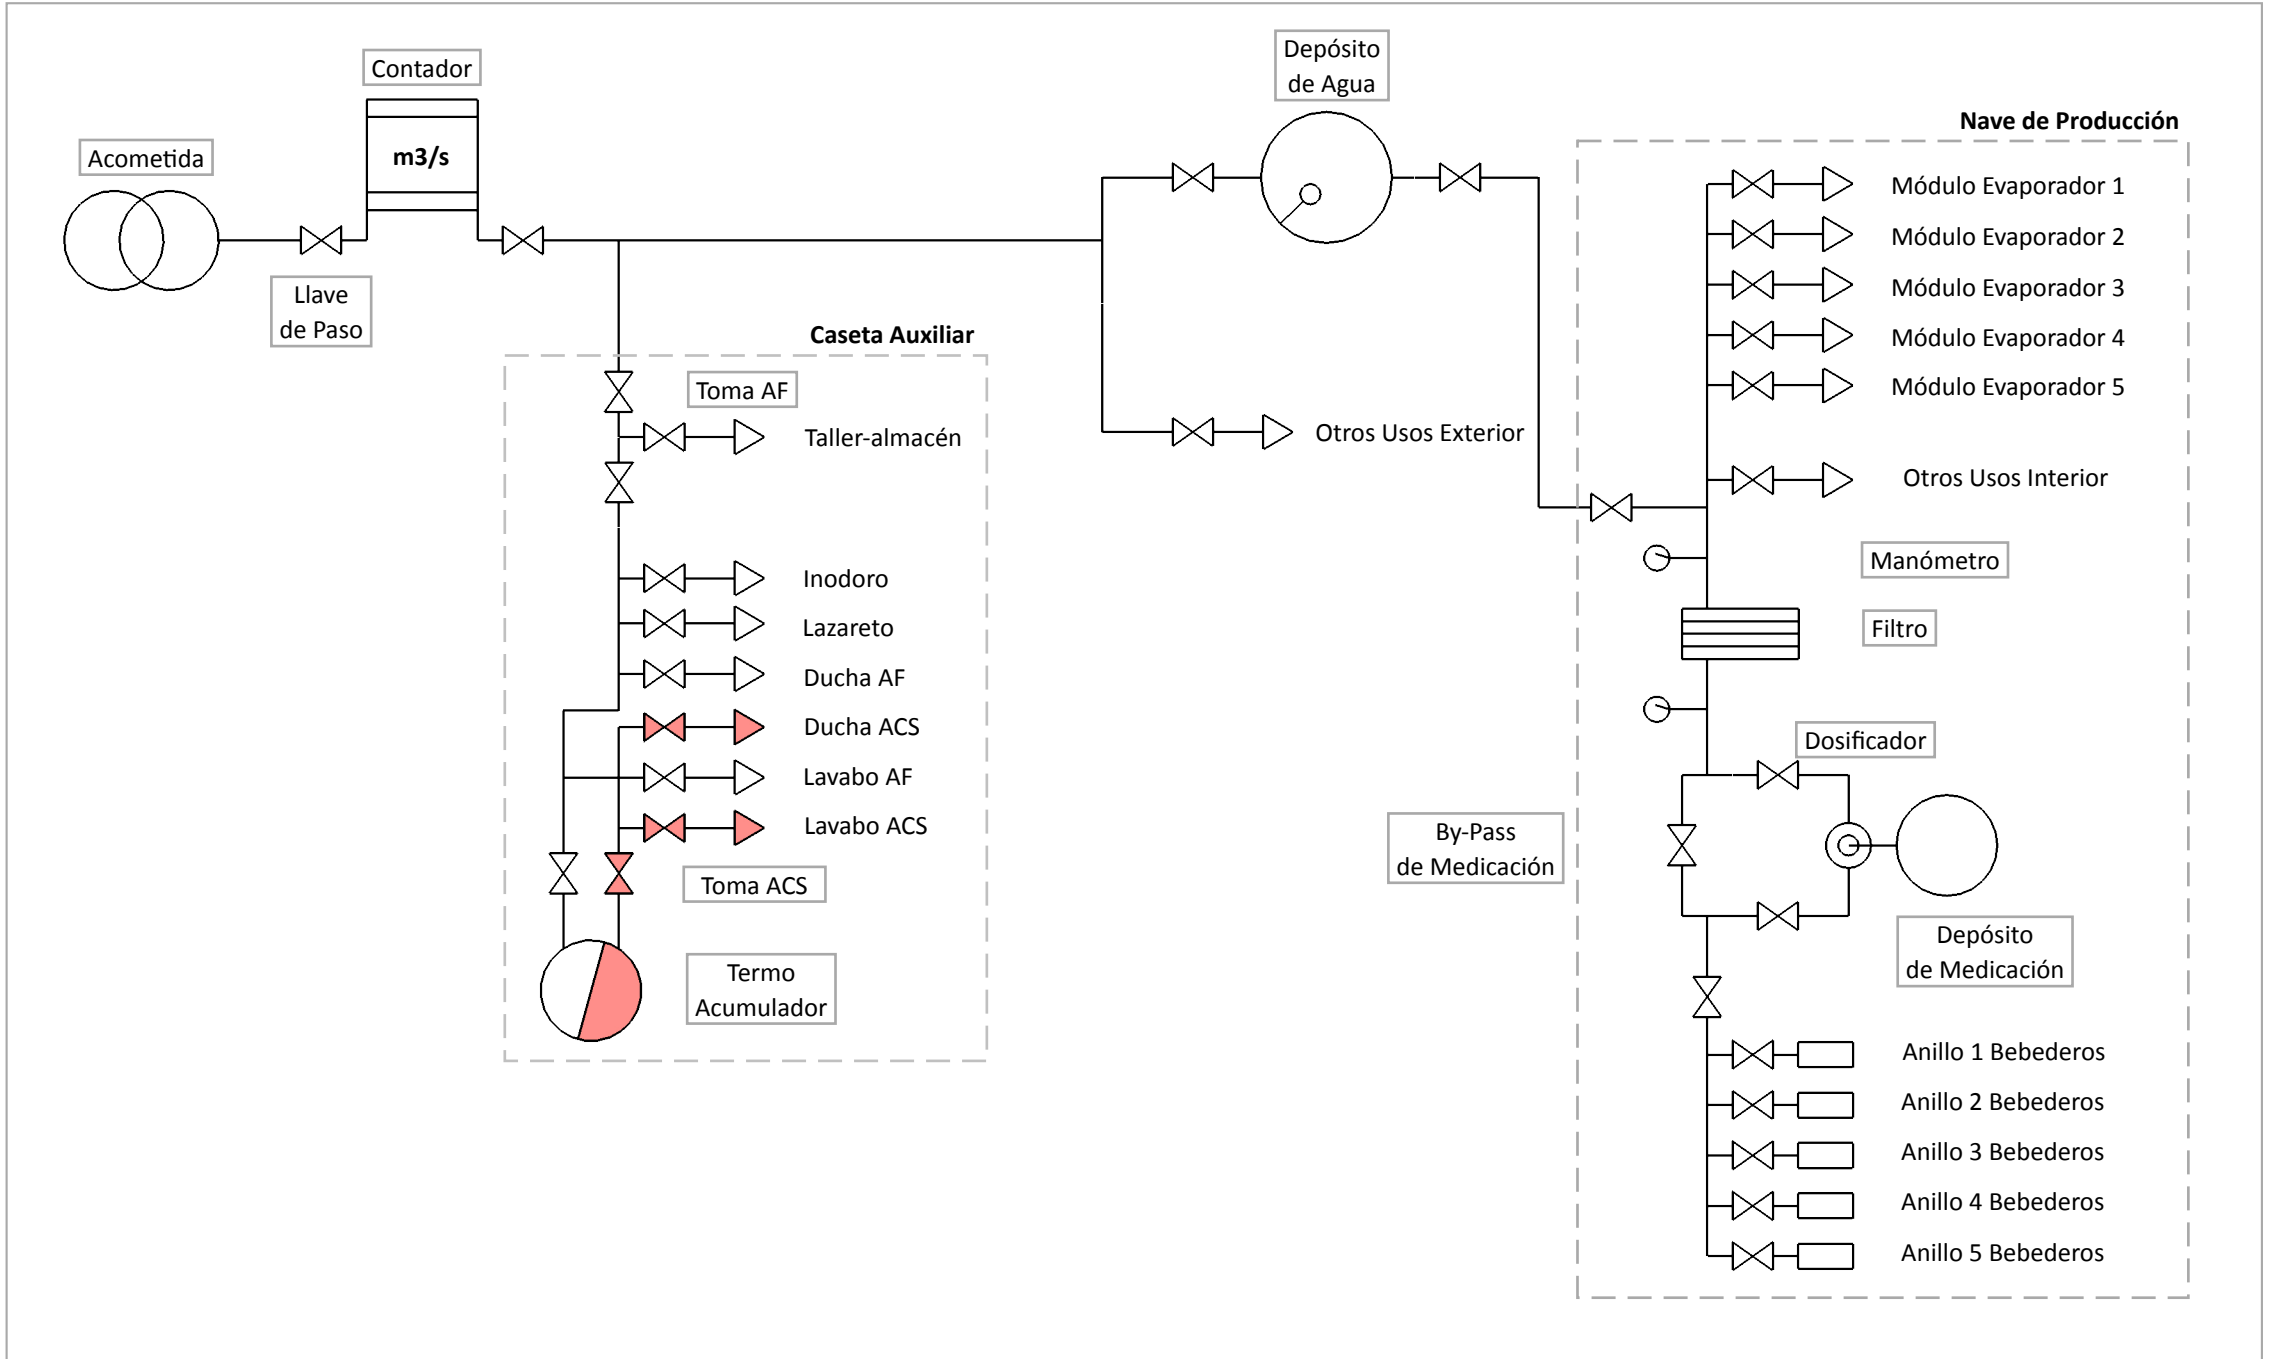 Contador
m3/s
Acometida
Llave
de Paso
Depósito
de Agua
Nave de Producción
Módulo Evaporador 1
Módulo Evaporador 2
Módulo Evaporador 3
Módulo Evaporador 4
Módulo Evaporador 5
Otros Usos Exterior
Otros Usos Interior
Manómetro
Filtro
Dosificador
By-Pass
de Medicación
Depósito
de Medicación
Anillo 1 Bebederos
Anillo 2 Bebederos
Anillo 3 Bebederos
Anillo 4 Bebederos
Anillo 5 Bebederos
Caseta Auxiliar
Toma AF
Taller-almacén
Inodoro
Lazareto
Ducha AF
Ducha ACS
Lavabo AF
Lavabo ACS
Toma ACS
Termo
Acumulador